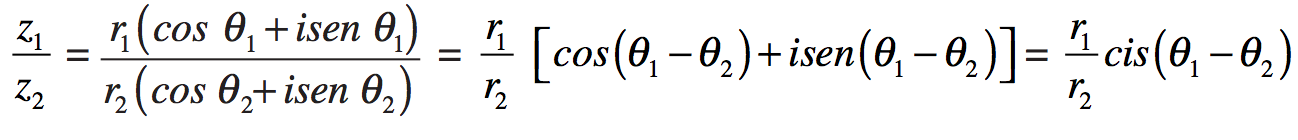 z₁/z₂ = r₁(cos θ₁ + isen θ₁)/r₂(cos θ₂ + isen θ₂) = r₁/r₂ [cos(θ₁ − θ₂) + isen(θ₁ − θ₂)] = r₁/r₂ cis(θ₁ − θ₂)